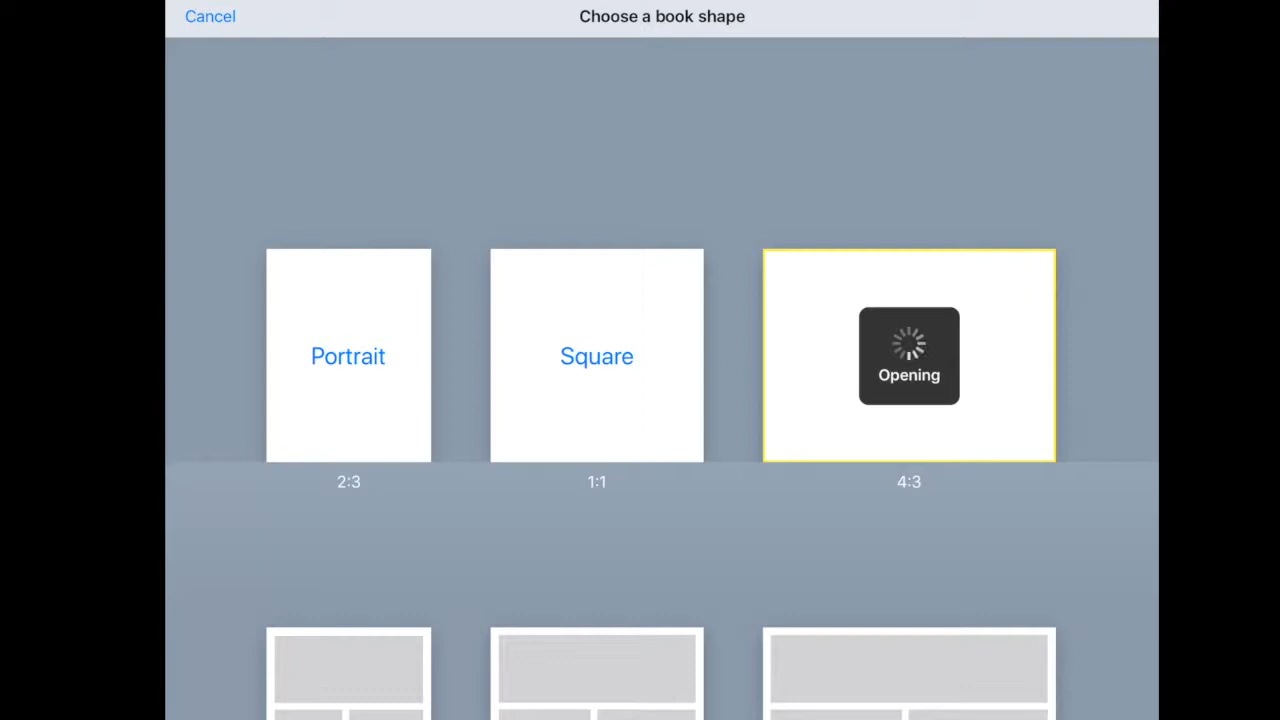 Cancel
Choose a book shape
Portrait
Square
Opening
2:3
1:1
4:3